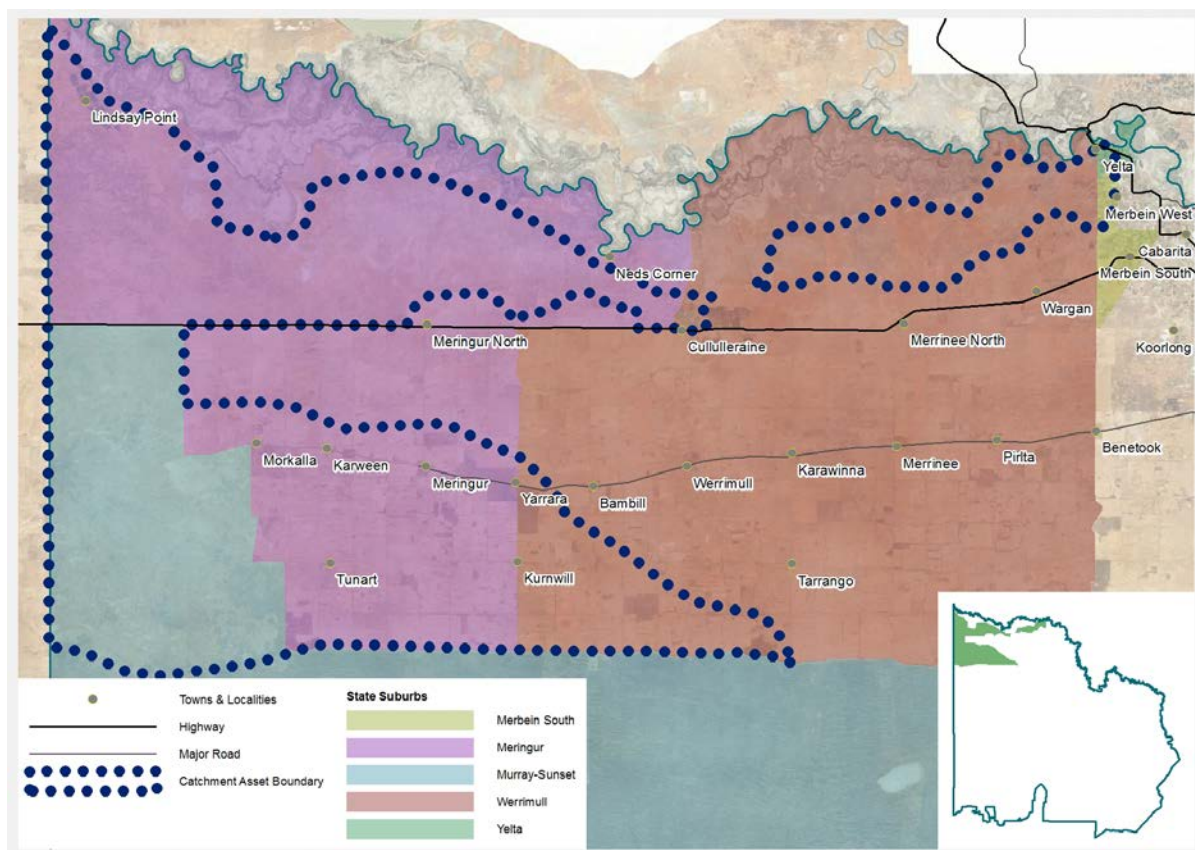 Lindsay Point
Yelta
Merbein West
Cabarita
Neds Corner
Merbein South
Wargan
Meringur North
Cullulleraine
Merrinee North
Koorlong
Morkalla
Karween
Meringur
Yarrara
Bambill
Werrimull
Karawinna
Merrinee
Pirlta
Benetook
Tunart
Kurnwill
Tarrango
Towns & Localities
Highway
Major Road
Catchment Asset Boundary
State Suburbs
Merbein South
Meringur
Murray-Sunset
Werrimull
Yelta